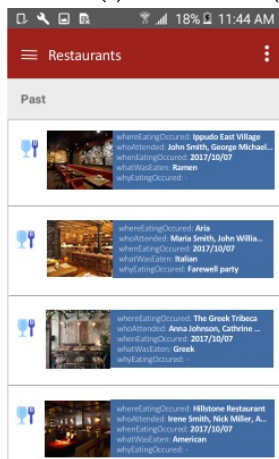 18% 11:44 AM
Restaurants
Past
whereEatingOccured: Ippudo East Village
whoAttended: John Smith, George Michael...
whenEatingOccured: 2017/10/07
whatWasEaten: Ramen
whyEatingOccured: -
whereEatingOccured: Aria
whoAttended: Maria Smith, John Willia...
whenEatingOccured: 2017/10/07
whatWasEaten: Italian
whyEatingOccured: Farewell party
whereEatingOccured: The Greek Tribeca
whoAttended: Anna Johnson, Cathrine ...
whenEatingOccured: 2017/10/07
whatWasEaten: Greek
whyEatingOccured: -
whereEatingOccured: Hillstone Restaurant
whoAttended: Irene Smith, Nick Miller, A...
whenEatingOccured: 2017/10/07
whatWasEaten: American
whyEatingOccured: -